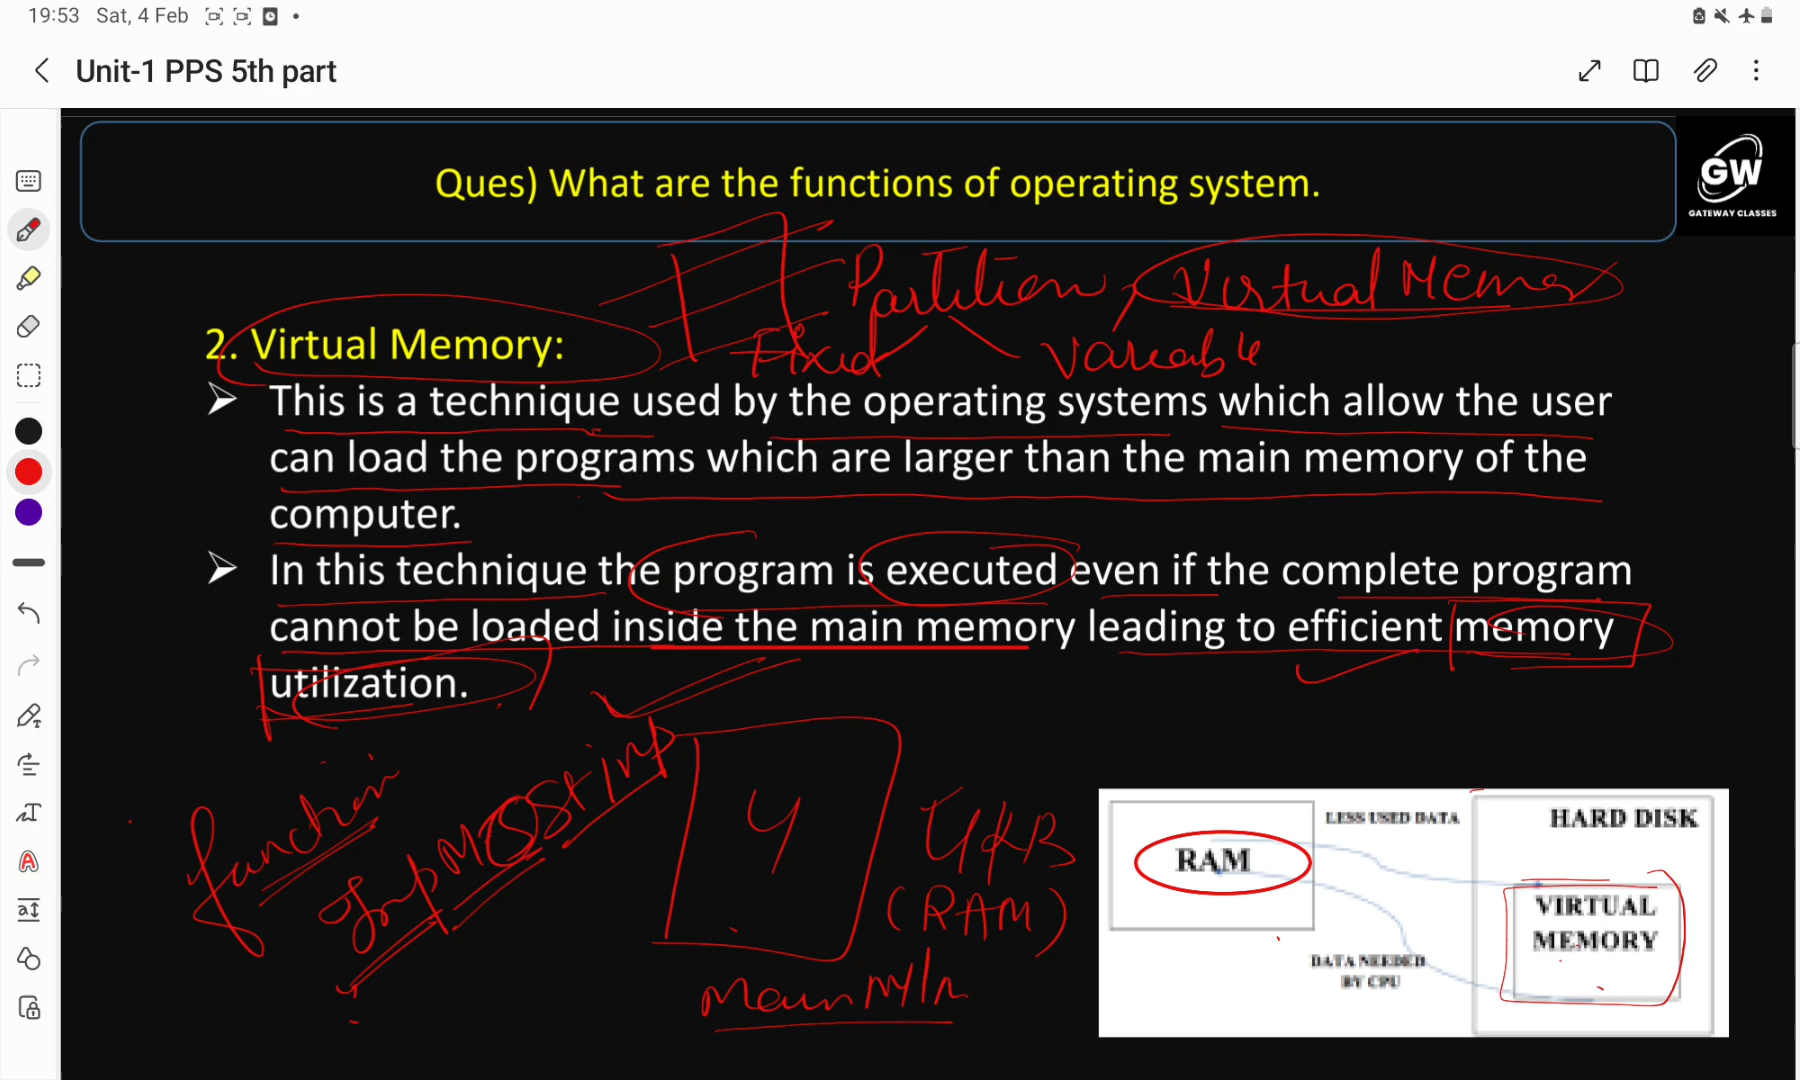 19:53 Sat, 4 Feb
Unit-1 PPS 5th part
Ques) What are the functions of operating system.
GW
GATEWAY CLASSES
Partition, Virtual Memory
Fixed Variable
2. Virtual Memory:
➤ This is a technique used by the operating systems which allow the user
can load the programs which are larger than the main memory of the
computer.
➤ In this technique the program is executed even if the complete program
cannot be loaded inside the main memory leading to efficient memory
utilization.
function
Imp Most imp
4
4KB
(RAM)
RAM
LESS USED DATA
HARD DISK
VIRTUAL
MEMORY
DATA NEEDED
BY CPU